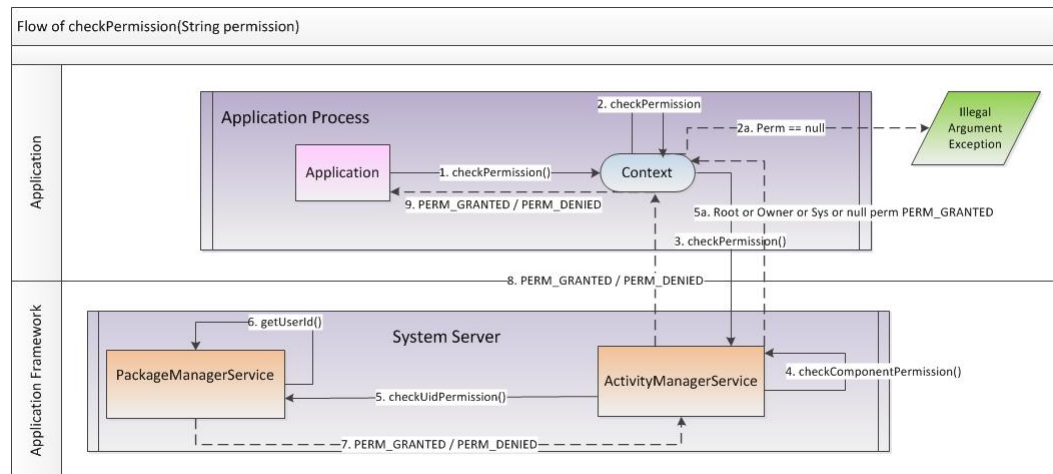 Flow of checkPermission(String permission)
Application
Application Process
2. checkPermission
2a. Perm == null
Illegal
Argument
Exception
Application
1. checkPermission()
Context
9. PERM_GRANTED / PERM_DENIED
5a. Root or Owner or Sys or null perm PERM_GRANTED
3. checkPermission()
8. PERM_GRANTED / PERM_DENIED
Application Framework
6. getUserId()
System Server
PackageManagerService
ActivityManagerService
4. checkComponentPermission()
5. checkUidPermission()
7. PERM_GRANTED / PERM_DENIED